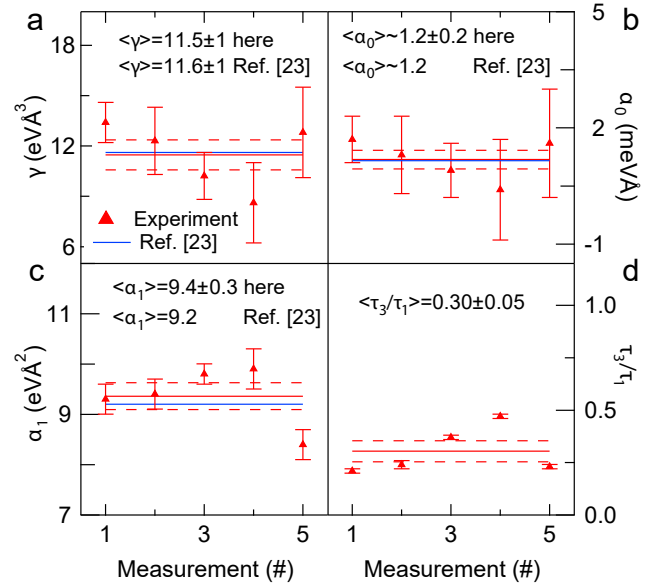 a
18
12
6
γ (eVÅ³)
<γ>=11.5±1 here
<γ>=11.6±1 Ref. [23]
Experiment
Ref. [23]
b
5
2
-1
α₀ (meVÅ)
<α₀>~1.2±0.2 here
<α₀>~1.2 Ref. [23]
c
11
9
7
α₁ (eVÅ²)
<α₁>=9.4±0.3 here
<α₁>=9.2 Ref. [23]
1 3 5
Measurement (#)
d
1.0
0.5
0.0
τ₃/τ₁
<τ₃/τ₁>=0.30±0.05
1 3 5
Measurement (#)